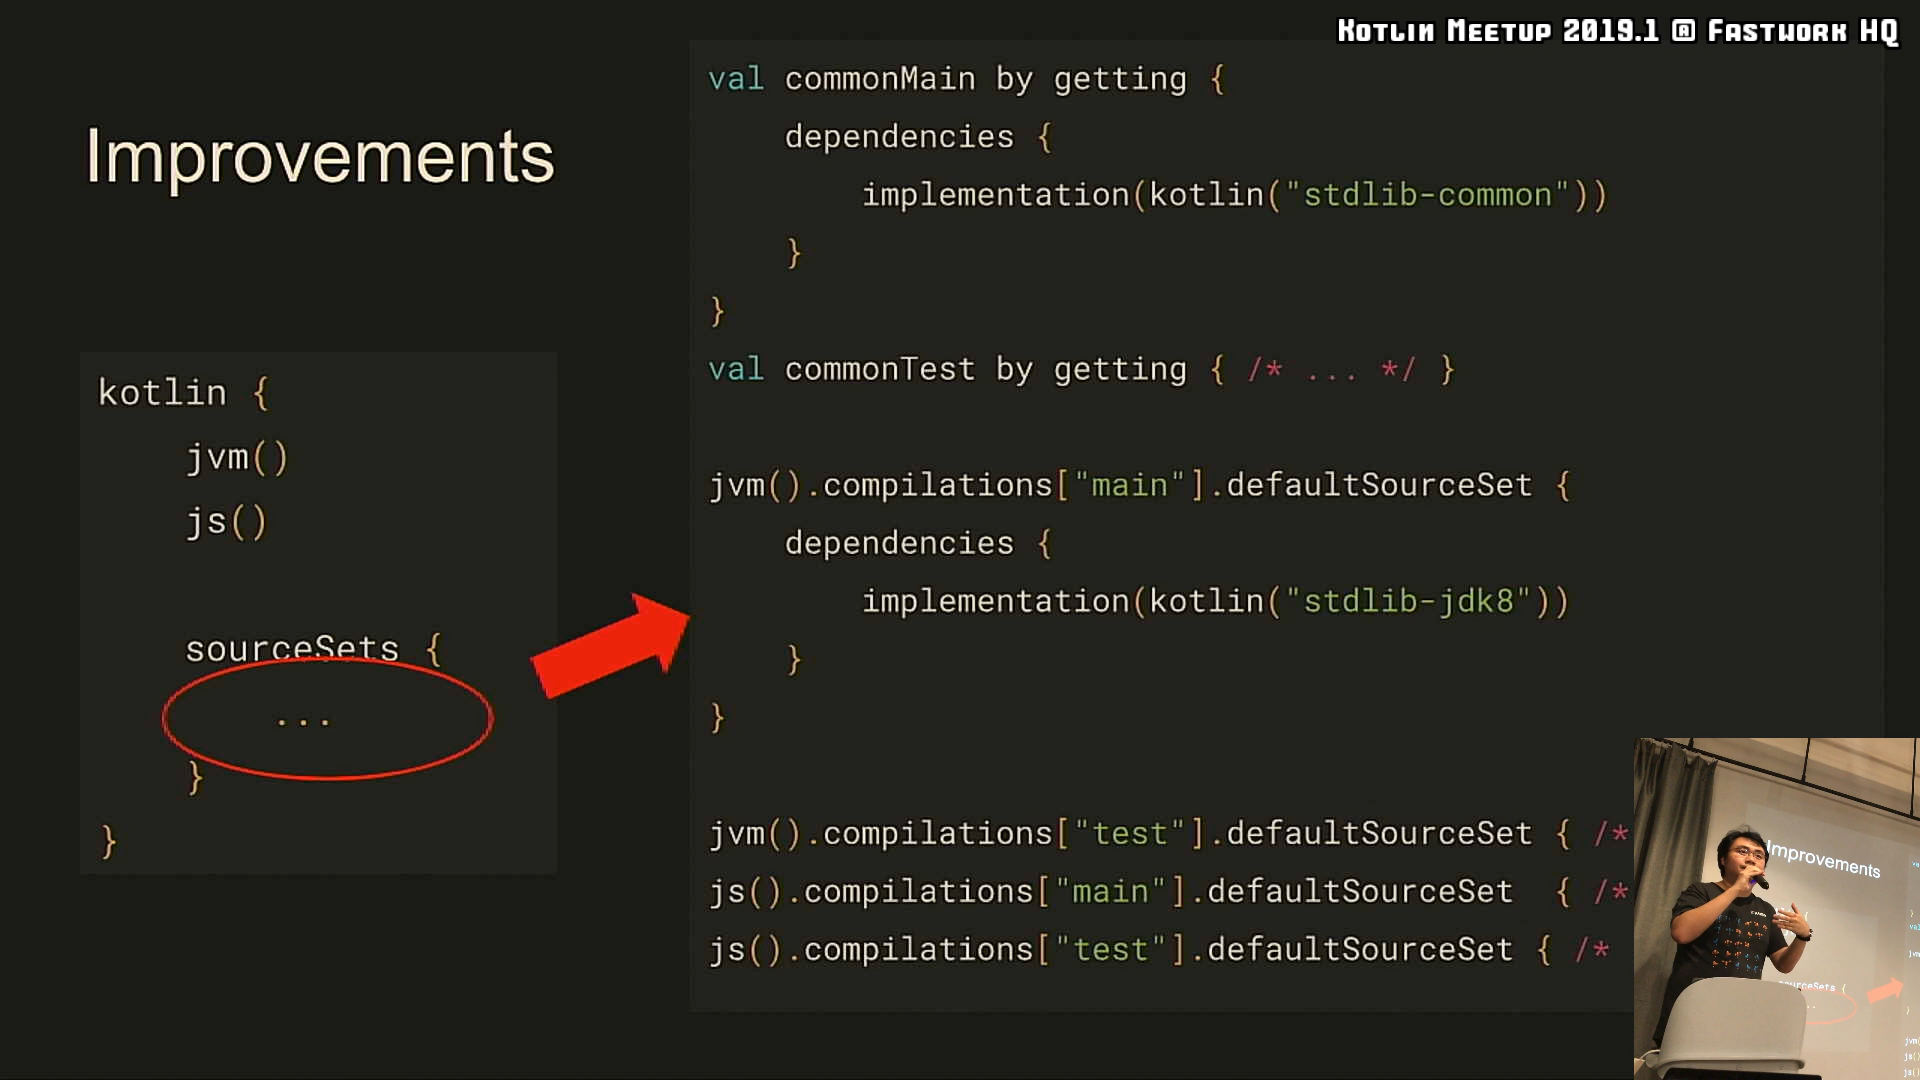 Kotlin Meetup 2019.1 @ Fastwork HQ
Improvements
kotlin {
jvm()
js()
sourceSets {
...
}
}
val commonMain by getting {
dependencies {
implementation(kotlin("stdlib-common"))
}
}
val commonTest by getting { /* ... */ }
jvm().compilations["main"].defaultSourceSet {
dependencies {
implementation(kotlin("stdlib-jdk8"))
}
}
jvm().compilations["test"].defaultSourceSet { /*
js().compilations["main"].defaultSourceSet { /*
js().compilations["test"].defaultSourceSet { /*
Improvements